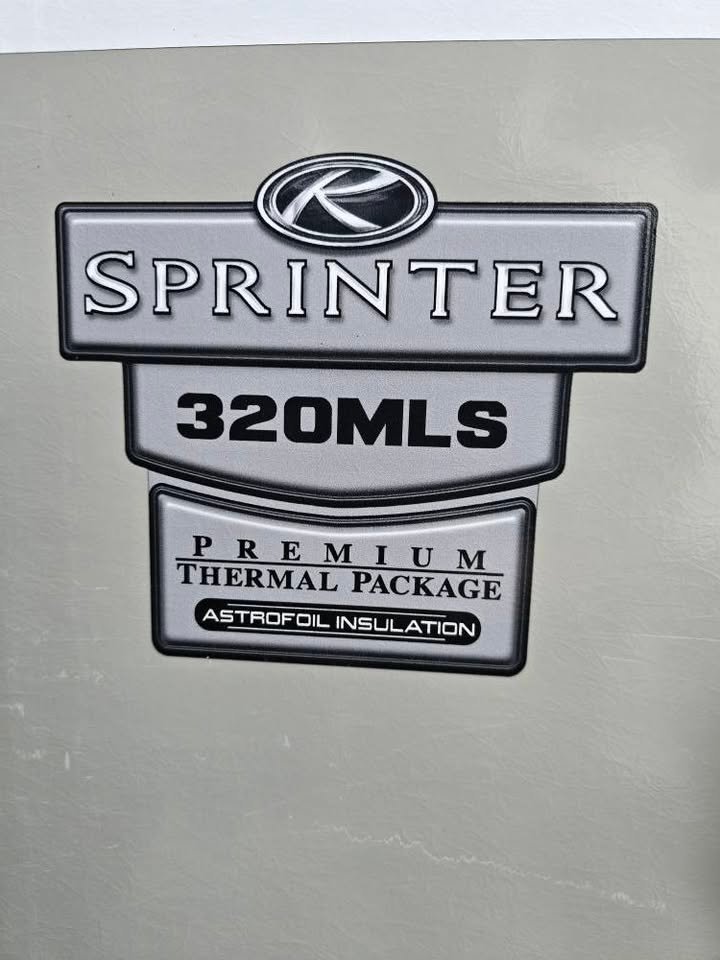 K
SPRINTER
320MLS
PREMIUM
THERMAL PACKAGE
ASTROFOIL INSULATION